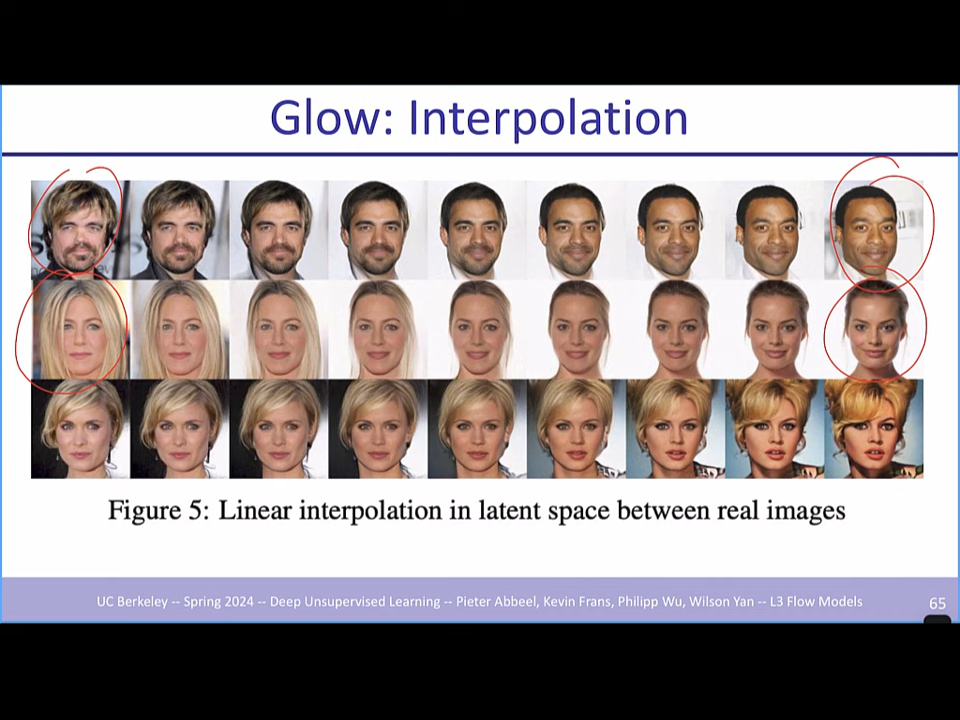 Glow: Interpolation
Figure 5: Linear interpolation in latent space between real images
UC Berkeley -- Spring 2024 -- Deep Unsupervised Learning -- Pieter Abbeel, Kevin Frans, Philipp Wu, Wilson Yan -- L3 Flow Models
65